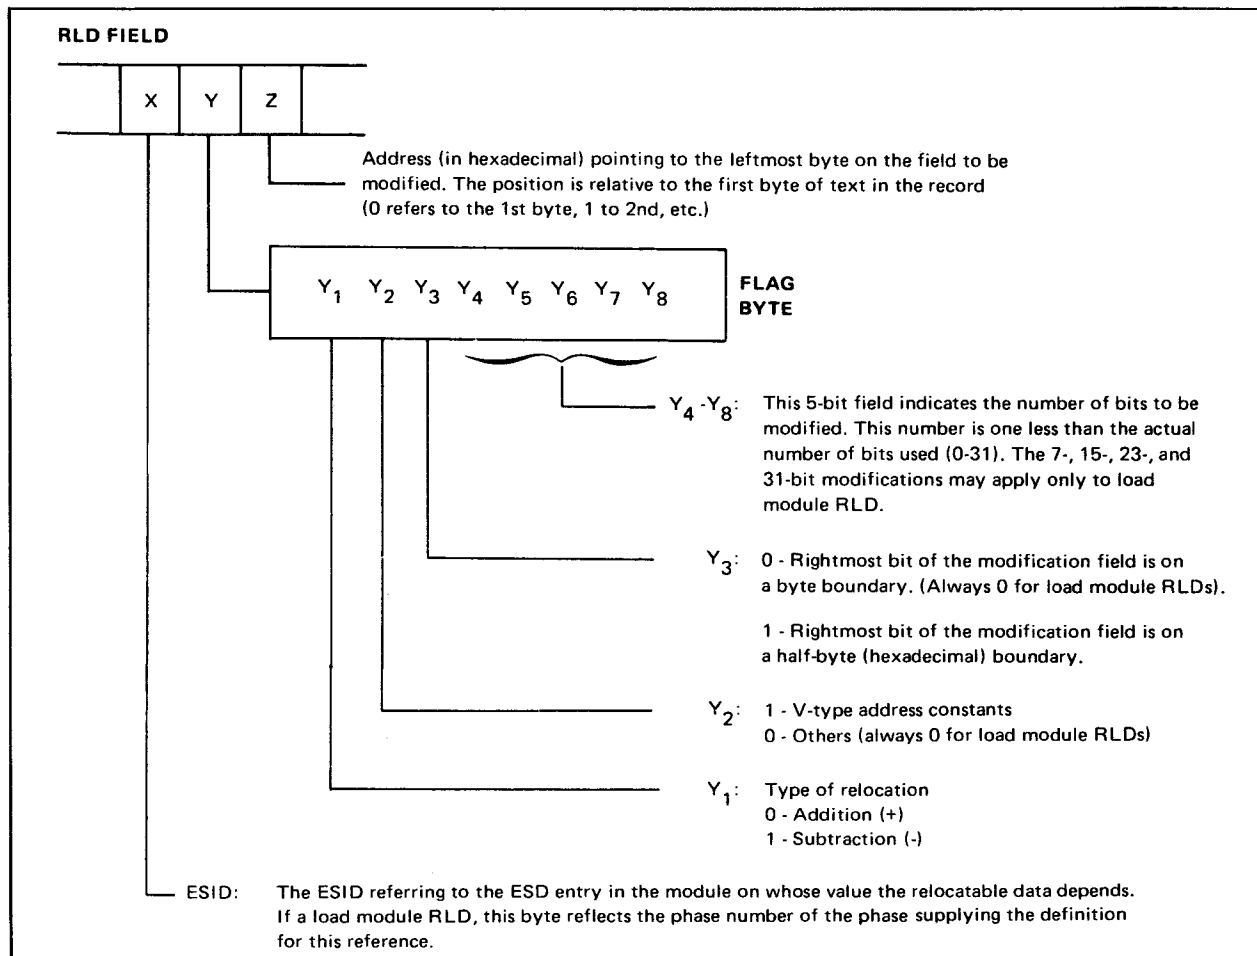 RLD FIELD
X Y Z
Address (in hexadecimal) pointing to the leftmost byte on the field to be
modified. The position is relative to the first byte of text in the record
(0 refers to the 1st byte, 1 to 2nd, etc.)
Y1 Y2 Y3 Y4 Y5 Y6 Y7 Y8
FLAG
BYTE
Y4 -Y8: This 5-bit field indicates the number of bits to be
modified. This number is one less than the actual
number of bits used (0-31). The 7-, 15-, 23-, and
31-bit modifications may apply only to load
module RLD.
Y3: 0 - Rightmost bit of the modification field is on
a byte boundary. (Always 0 for load module RLDs).
1 - Rightmost bit of the modification field is on
a half-byte (hexadecimal) boundary.
Y2: 1 - V-type address constants
0 - Others (always 0 for load module RLDs)
Y1: Type of relocation
0 - Addition (+)
1 - Subtraction (-)
ESID: The ESID referring to the ESD entry in the module on whose value the relocatable data depends.
If a load module RLD, this byte reflects the phase number of the phase supplying the definition
for this reference.